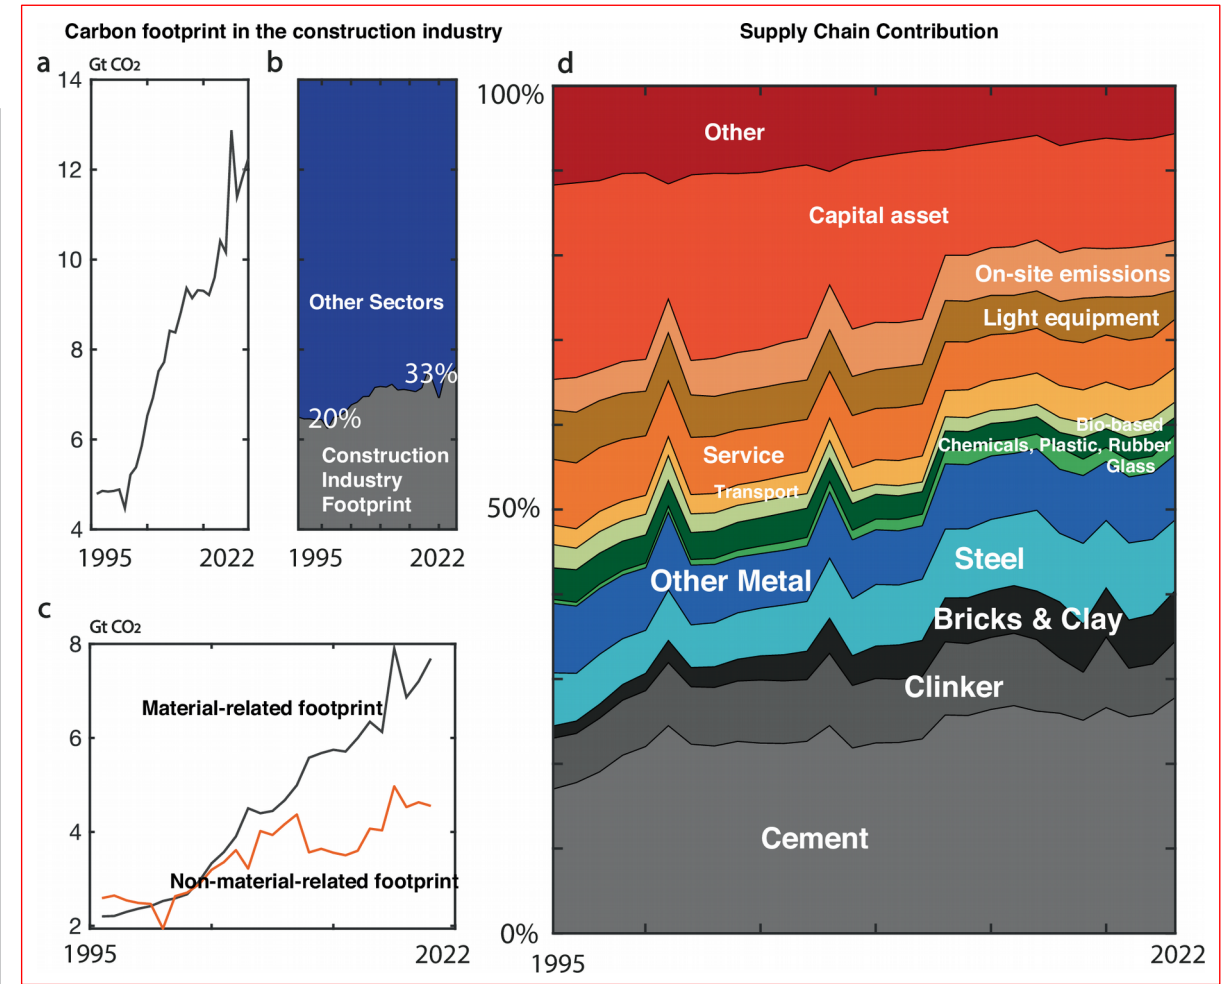 Carbon footprint in the construction industry
Supply Chain Contribution
a
Gt CO2
14
12
10
8
6
4
1995
2022
b
Other Sectors
33%
20%
Construction
Industry
Footprint
1995
2022
c
Gt CO2
8
6
4
2
Material-related footprint
Non-material-related footprint
1995
2022
d
100%
50%
0%
Other
Capital asset
On-site emissions
Light equipment
Service
Transport
Bio-based
Chemicals, Plastic, Rubber
Glass
Other Metal
Steel
Bricks & Clay
Clinker
Cement
1995
2022